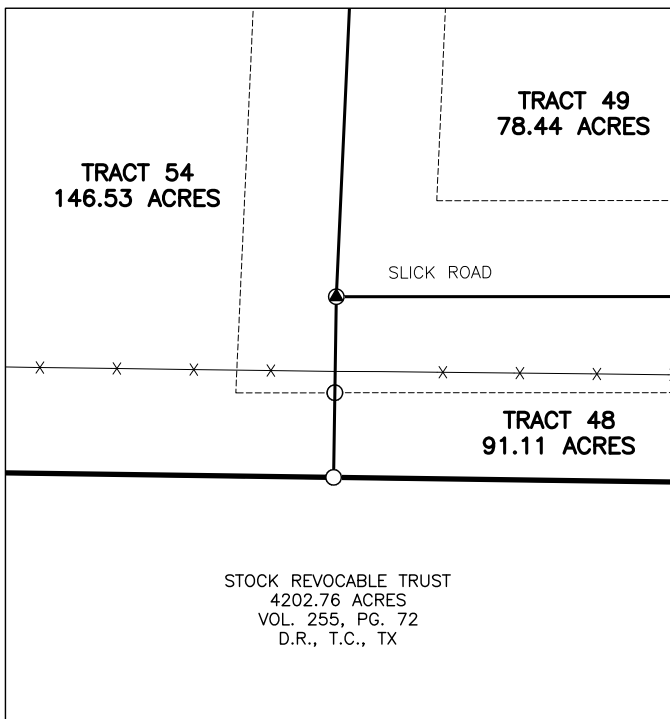 TRACT 49
78.44 ACRES
TRACT 54
146.53 ACRES
SLICK ROAD
TRACT 48
91.11 ACRES
STOCK REVOCABLE TRUST
4202.76 ACRES
VOL. 255, PG. 72
D.R., T.C., TX